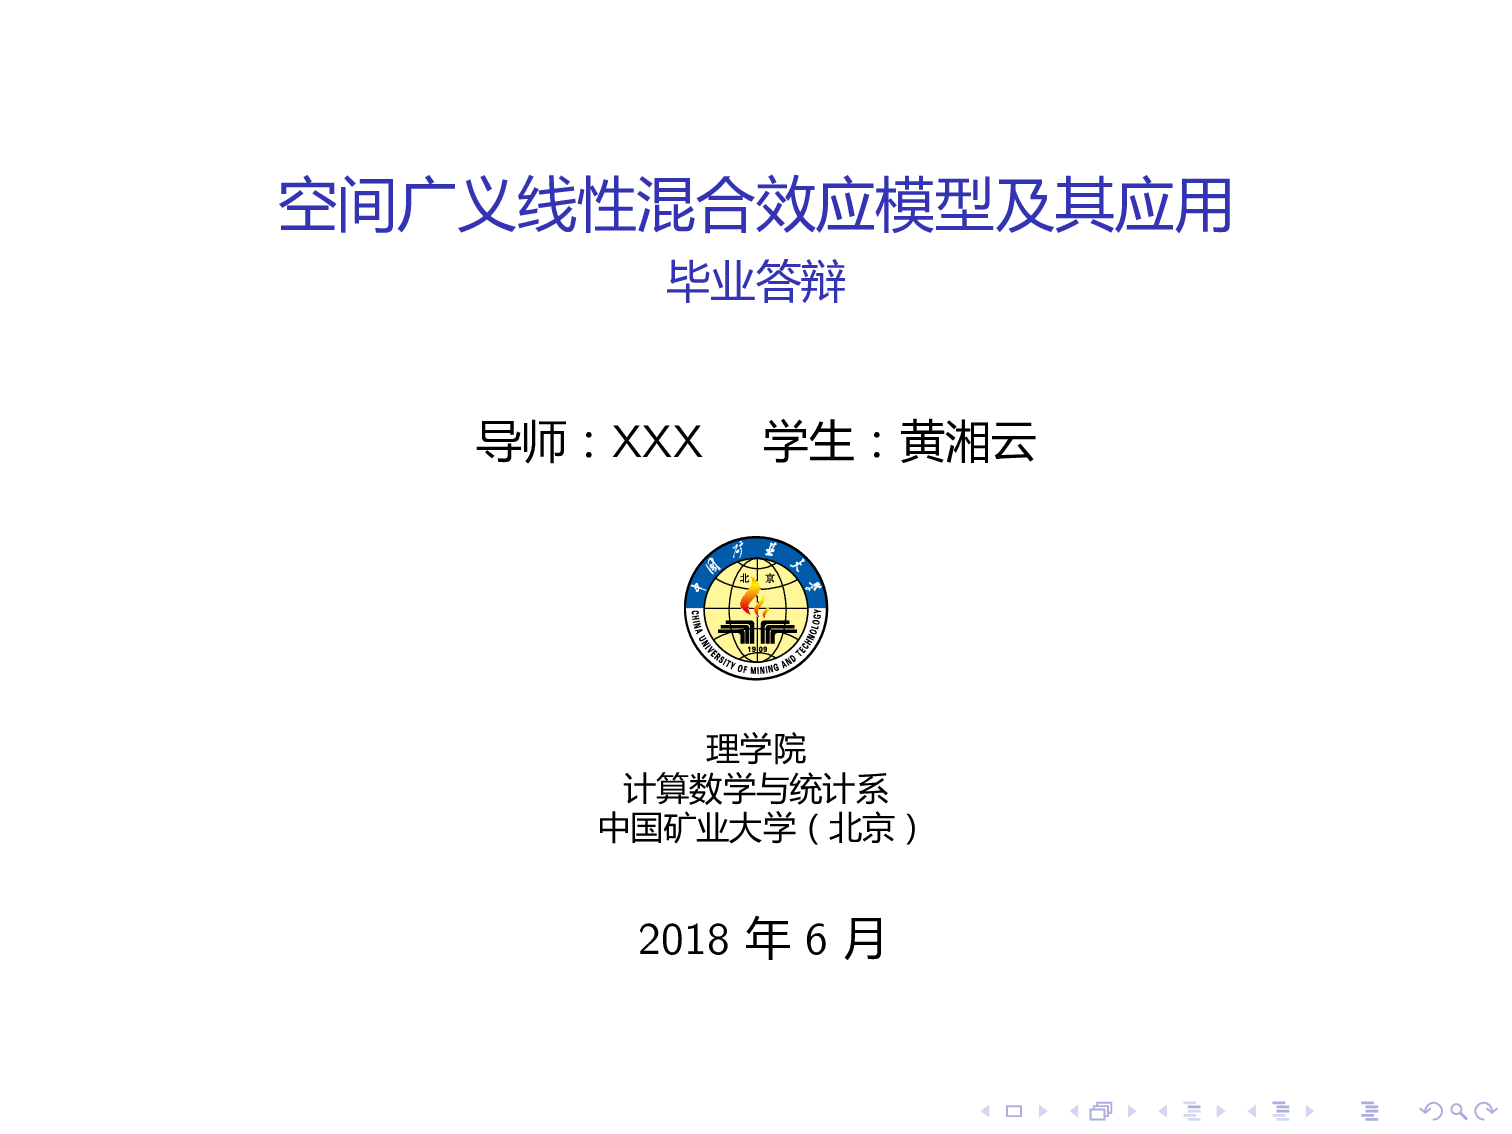 空间广义线性混合效应模型及其应用
毕业答辩
导师：XXX 学生：黄湘云
中国矿业大学
北京
1909
CHINA UNIVERSITY OF MINING AND TECHNOLOGY
理学院
计算数学与统计系
中国矿业大学（北京）
2018 年 6 月